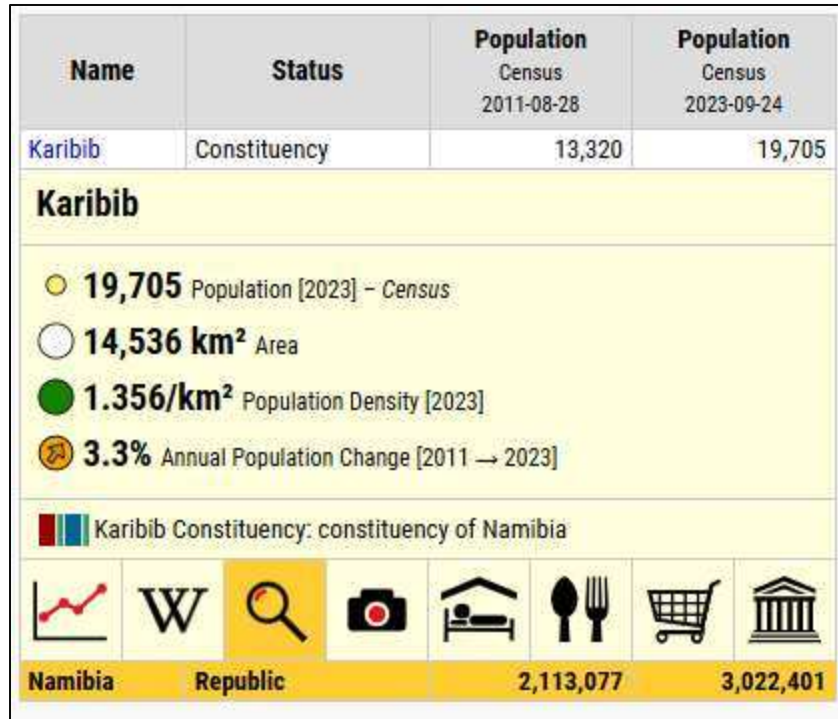 Name Status Population Census 2011-08-28 Population Census 2023-09-24
Karibib Constituency 13,320 19,705
Karibib
19,705 Population [2023] – Census
14,536 km² Area
1.356/km² Population Density [2023]
3.3% Annual Population Change [2011 → 2023]
Karibib Constituency: constituency of Namibia
W
Namibia Republic 2,113,077 3,022,401